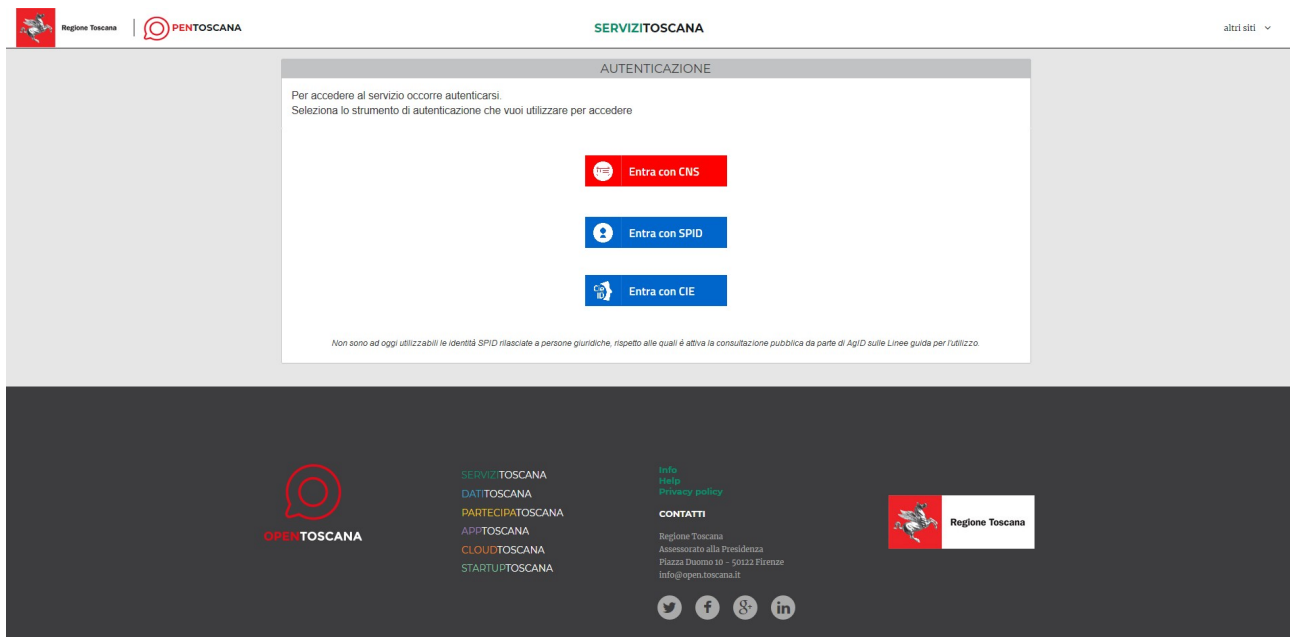 Regione Toscana
OPENTOSCANA
SERVIZITOSCANA
altri siti
AUTENTICAZIONE
Per accedere al servizio occorre autenticarsi.
Seleziona lo strumento di autenticazione che vuoi utilizzare per accedere
Entra con CNS
Entra con SPID
Cie
iD
Entra con CIE
Non sono ad oggi utilizzabili le identità SPID rilasciate a persone giuridiche, rispetto alle quali è attiva la consultazione pubblica da parte di AgID sulle Linee guida per l'utilizzo.
OPENTOSCANA
SERVIZITOSCANA
DATITOSCANA
PARTECIPATOSCANA
APPTOSCANA
CLOUDTOSCANA
STARTUPTOSCANA
Info
Help
Privacy policy
CONTATTI
Regione Toscana
Assessorato alla Presidenza
Piazza Duomo 10 - 50122 Firenze
info@open.toscana.it
Regione Toscana